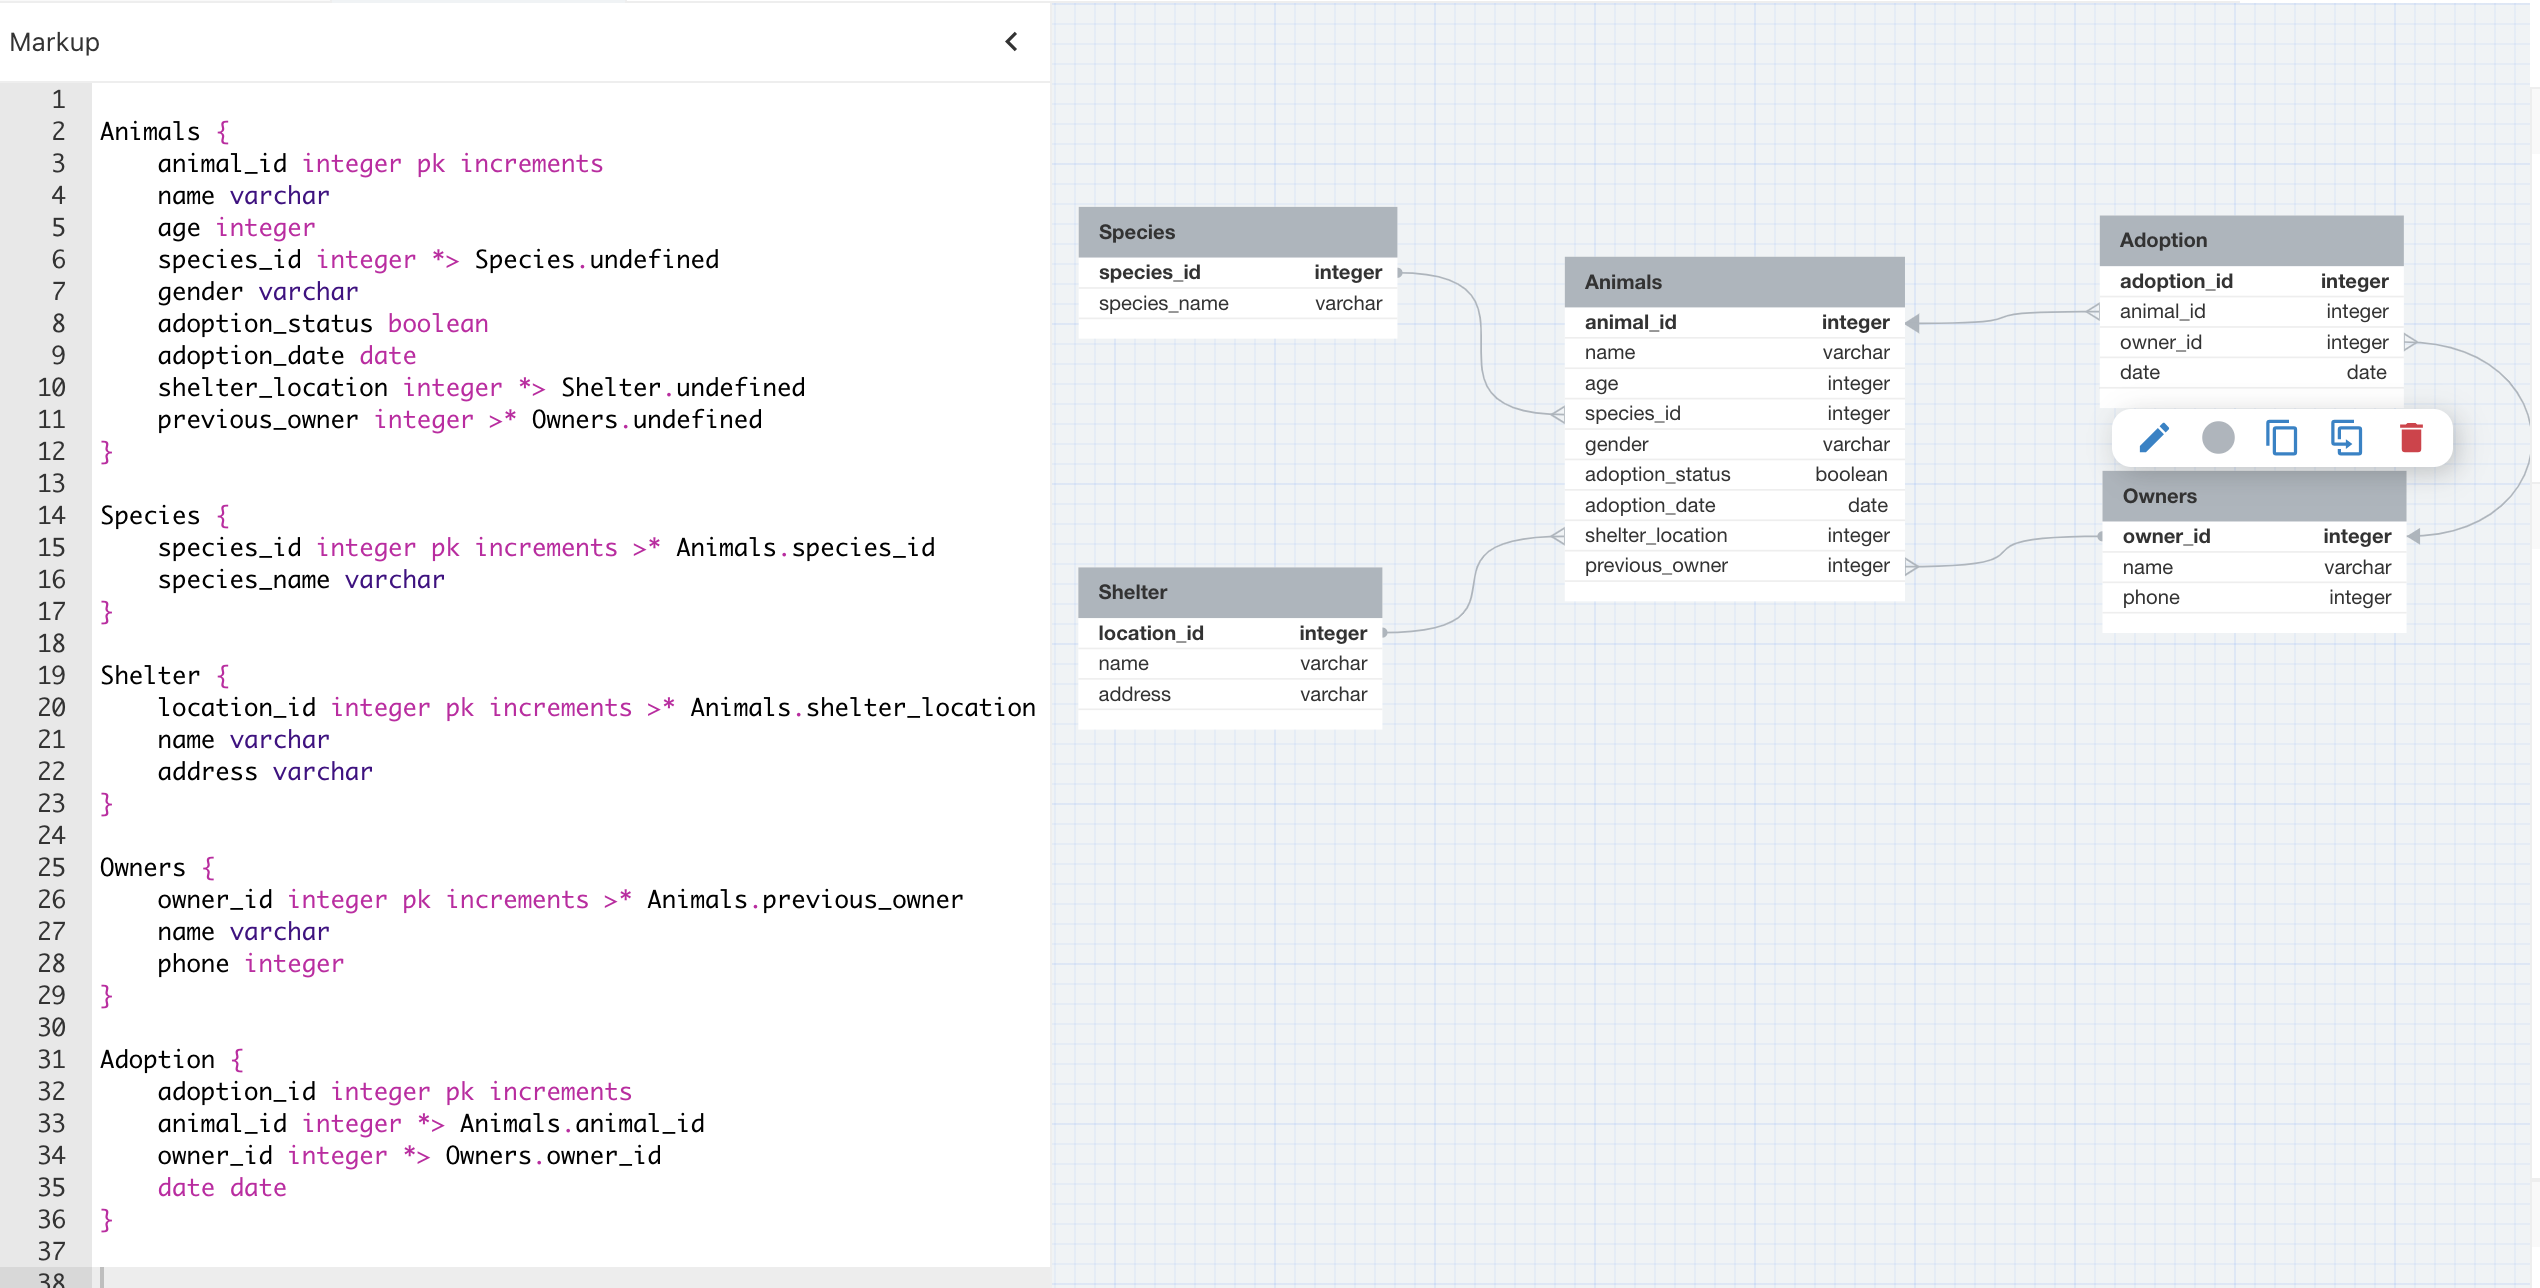 Markup
1
2 Animals {
3 animal_id integer pk increments
4 name varchar
5 age integer
6 species_id integer *> Species.undefined
7 gender varchar
8 adoption_status boolean
9 adoption_date date
10 shelter_location integer *> Shelter.undefined
11 previous_owner integer >* Owners.undefined
12 }
13
14 Species {
15 species_id integer pk increments >* Animals.species_id
16 species_name varchar
17 }
18
19 Shelter {
20 location_id integer pk increments >* Animals.shelter_location
21 name varchar
22 address varchar
23 }
24
25 Owners {
26 owner_id integer pk increments >* Animals.previous_owner
27 name varchar
28 phone integer
29 }
30
31 Adoption {
32 adoption_id integer pk increments
33 animal_id integer *> Animals.animal_id
34 owner_id integer *> Owners.owner_id
35 date date
36 }
37
38
Species
species_id integer
species_name varchar
Shelter
location_id integer
name varchar
address varchar
Animals
animal_id integer
name varchar
age integer
species_id integer
gender varchar
adoption_status boolean
adoption_date date
shelter_location integer
previous_owner integer
Adoption
adoption_id integer
animal_id integer
owner_id integer
date date
Owners
owner_id integer
name varchar
phone integer